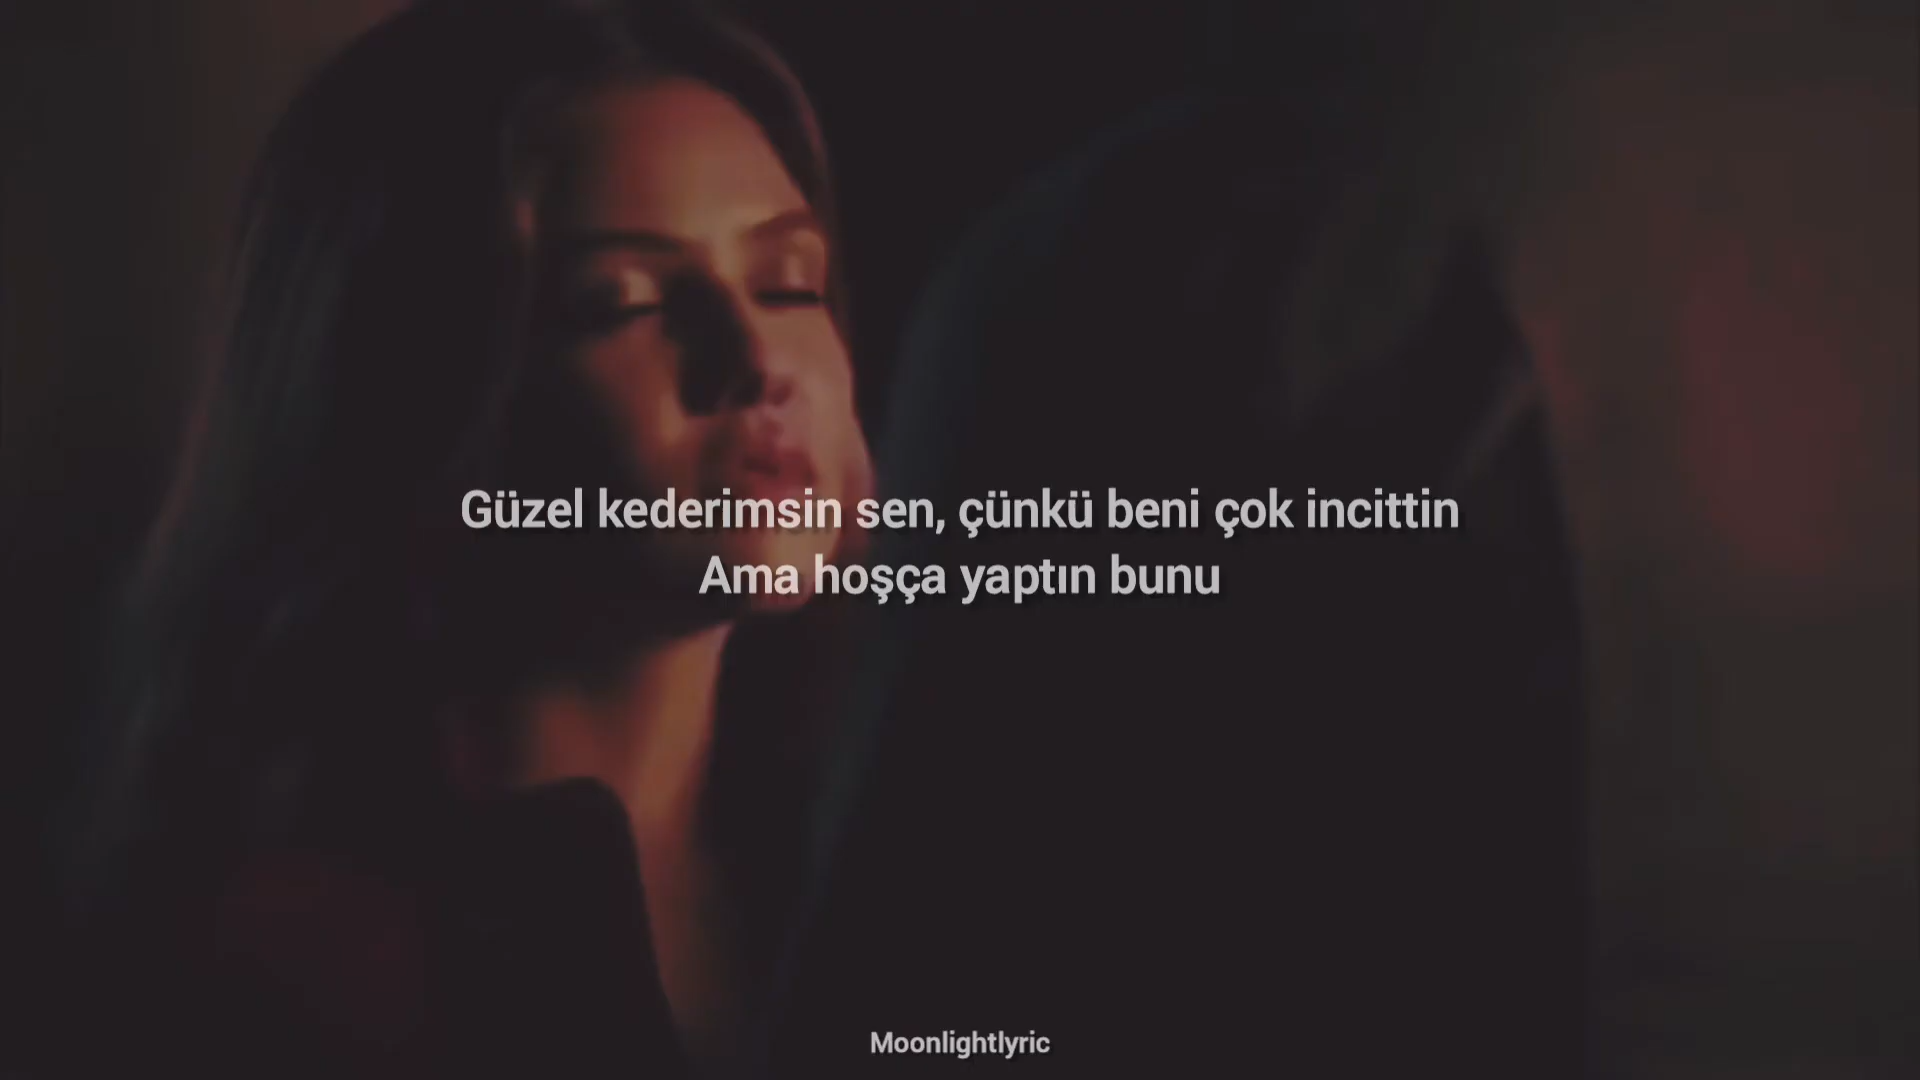 Güzel kederimsin sen, çünkü beni çok incittin
Ama hoşça yaptın bunu
Moonlightlyric